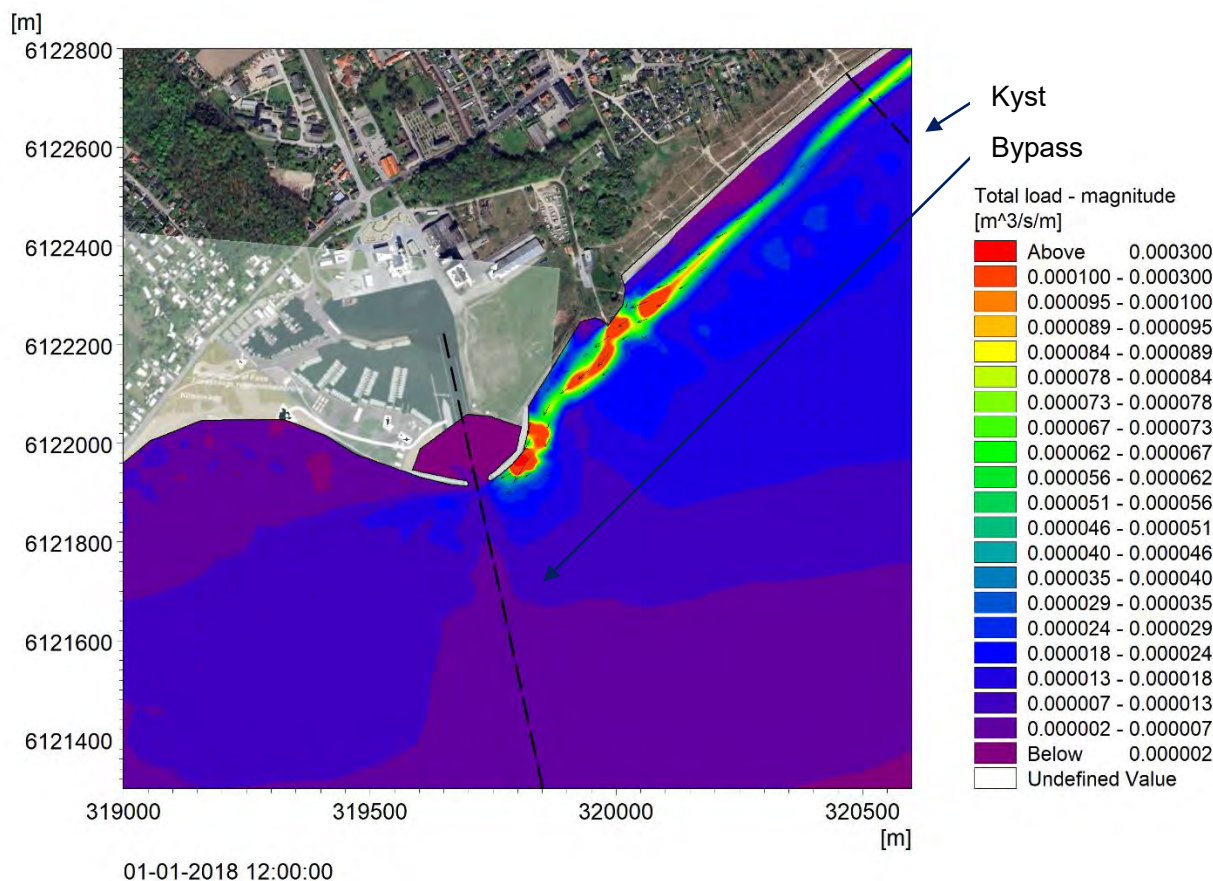 [m]
6122800
6122600
6122400
6122200
6122000
6121800
6121600
6121400
319000
319500
320000
320500
[m]
01-01-2018 12:00:00
Kyst
Bypass
Total load - magnitude
[m^3/s/m]
Above 0.000300
0.000100 - 0.000300
0.000095 - 0.000100
0.000089 - 0.000095
0.000084 - 0.000089
0.000078 - 0.000084
0.000073 - 0.000078
0.000067 - 0.000073
0.000062 - 0.000067
0.000056 - 0.000062
0.000051 - 0.000056
0.000046 - 0.000051
0.000040 - 0.000046
0.000035 - 0.000040
0.000029 - 0.000035
0.000024 - 0.000029
0.000018 - 0.000024
0.000013 - 0.000018
0.000007 - 0.000013
0.000002 - 0.000007
Below 0.000002
Undefined Value